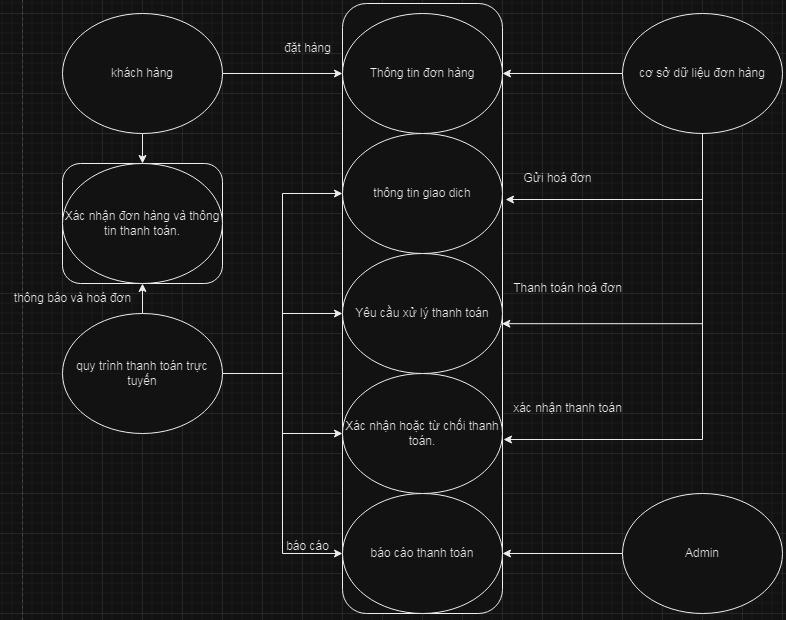 đặt hàng
khách hàng
Thông tin đơn hàng
cơ sở dữ liệu đơn hàng
Gửi hoá đơn
thông tin giao dich
Xác nhận đơn hàng và thông
tin thanh toán.
thông báo và hoá đơn
Thanh toán hoá đơn
Yêu cầu xử lý thanh toán
quy trình thanh toán trực
tuyến
xác nhận thanh toán
Xác nhận hoặc từ chối thanh
toán.
báo cáo
báo cáo thanh toán
Admin